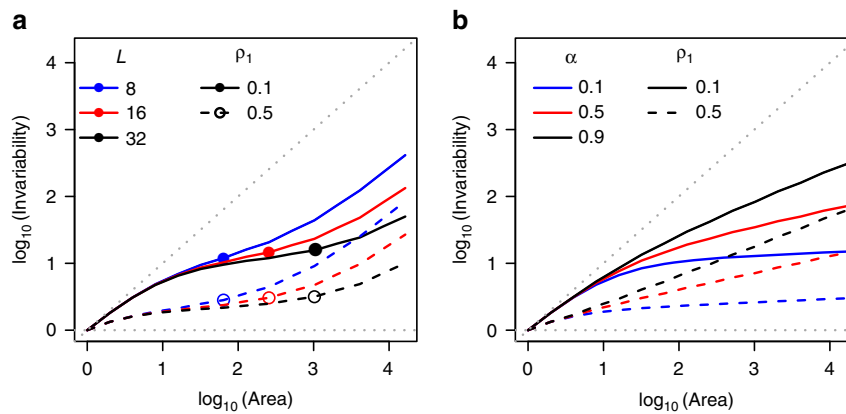 a
L ρ1
8 0.1
16 0.5
32
log10 (Invariability)
4
3
2
1
0
0 1 2 3 4
log10 (Area)
b
α ρ1
0.1 0.1
0.5 0.5
0.9
log10 (Invariability)
4
3
2
1
0
0 1 2 3 4
log10 (Area)